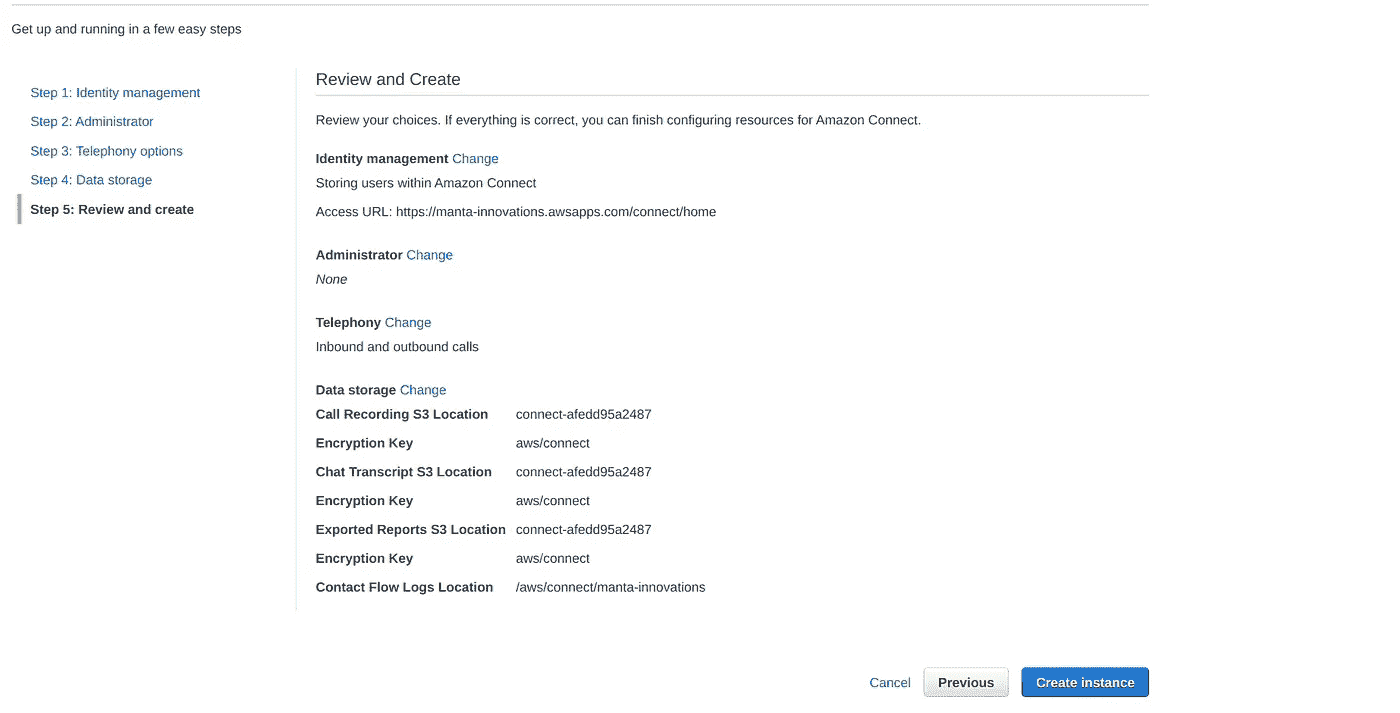 Get up and running in a few easy steps
Step 1: Identity management
Step 2: Administrator
Step 3: Telephony options
Step 4: Data storage
Step 5: Review and create
Review and Create
Review your choices. If everything is correct, you can finish configuring resources for Amazon Connect.
Identity management Change
Storing users within Amazon Connect
Access URL: https://manta-innovations.awsapps.com/connect/home
Administrator Change
None
Telephony Change
Inbound and outbound calls
Data storage Change
Call Recording S3 Location connect-afedd95a2487
Encryption Key aws/connect
Chat Transcript S3 Location connect-afedd95a2487
Encryption Key aws/connect
Exported Reports S3 Location connect-afedd95a2487
Encryption Key aws/connect
Contact Flow Logs Location /aws/connect/manta-innovations
Cancel Previous Create instance